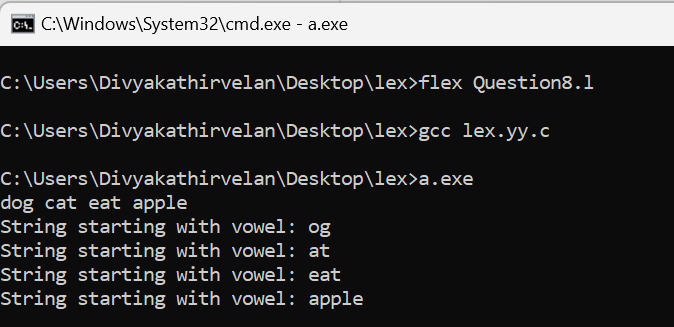 C:\Windows\System32\cmd.exe - a.exe
C:\Users\Divyakathirvelan\Desktop\lex>flex Question8.l
C:\Users\Divyakathirvelan\Desktop\lex>gcc lex.yy.c
C:\Users\Divyakathirvelan\Desktop\lex>a.exe
dog cat eat apple
String starting with vowel: og
String starting with vowel: at
String starting with vowel: eat
String starting with vowel: apple